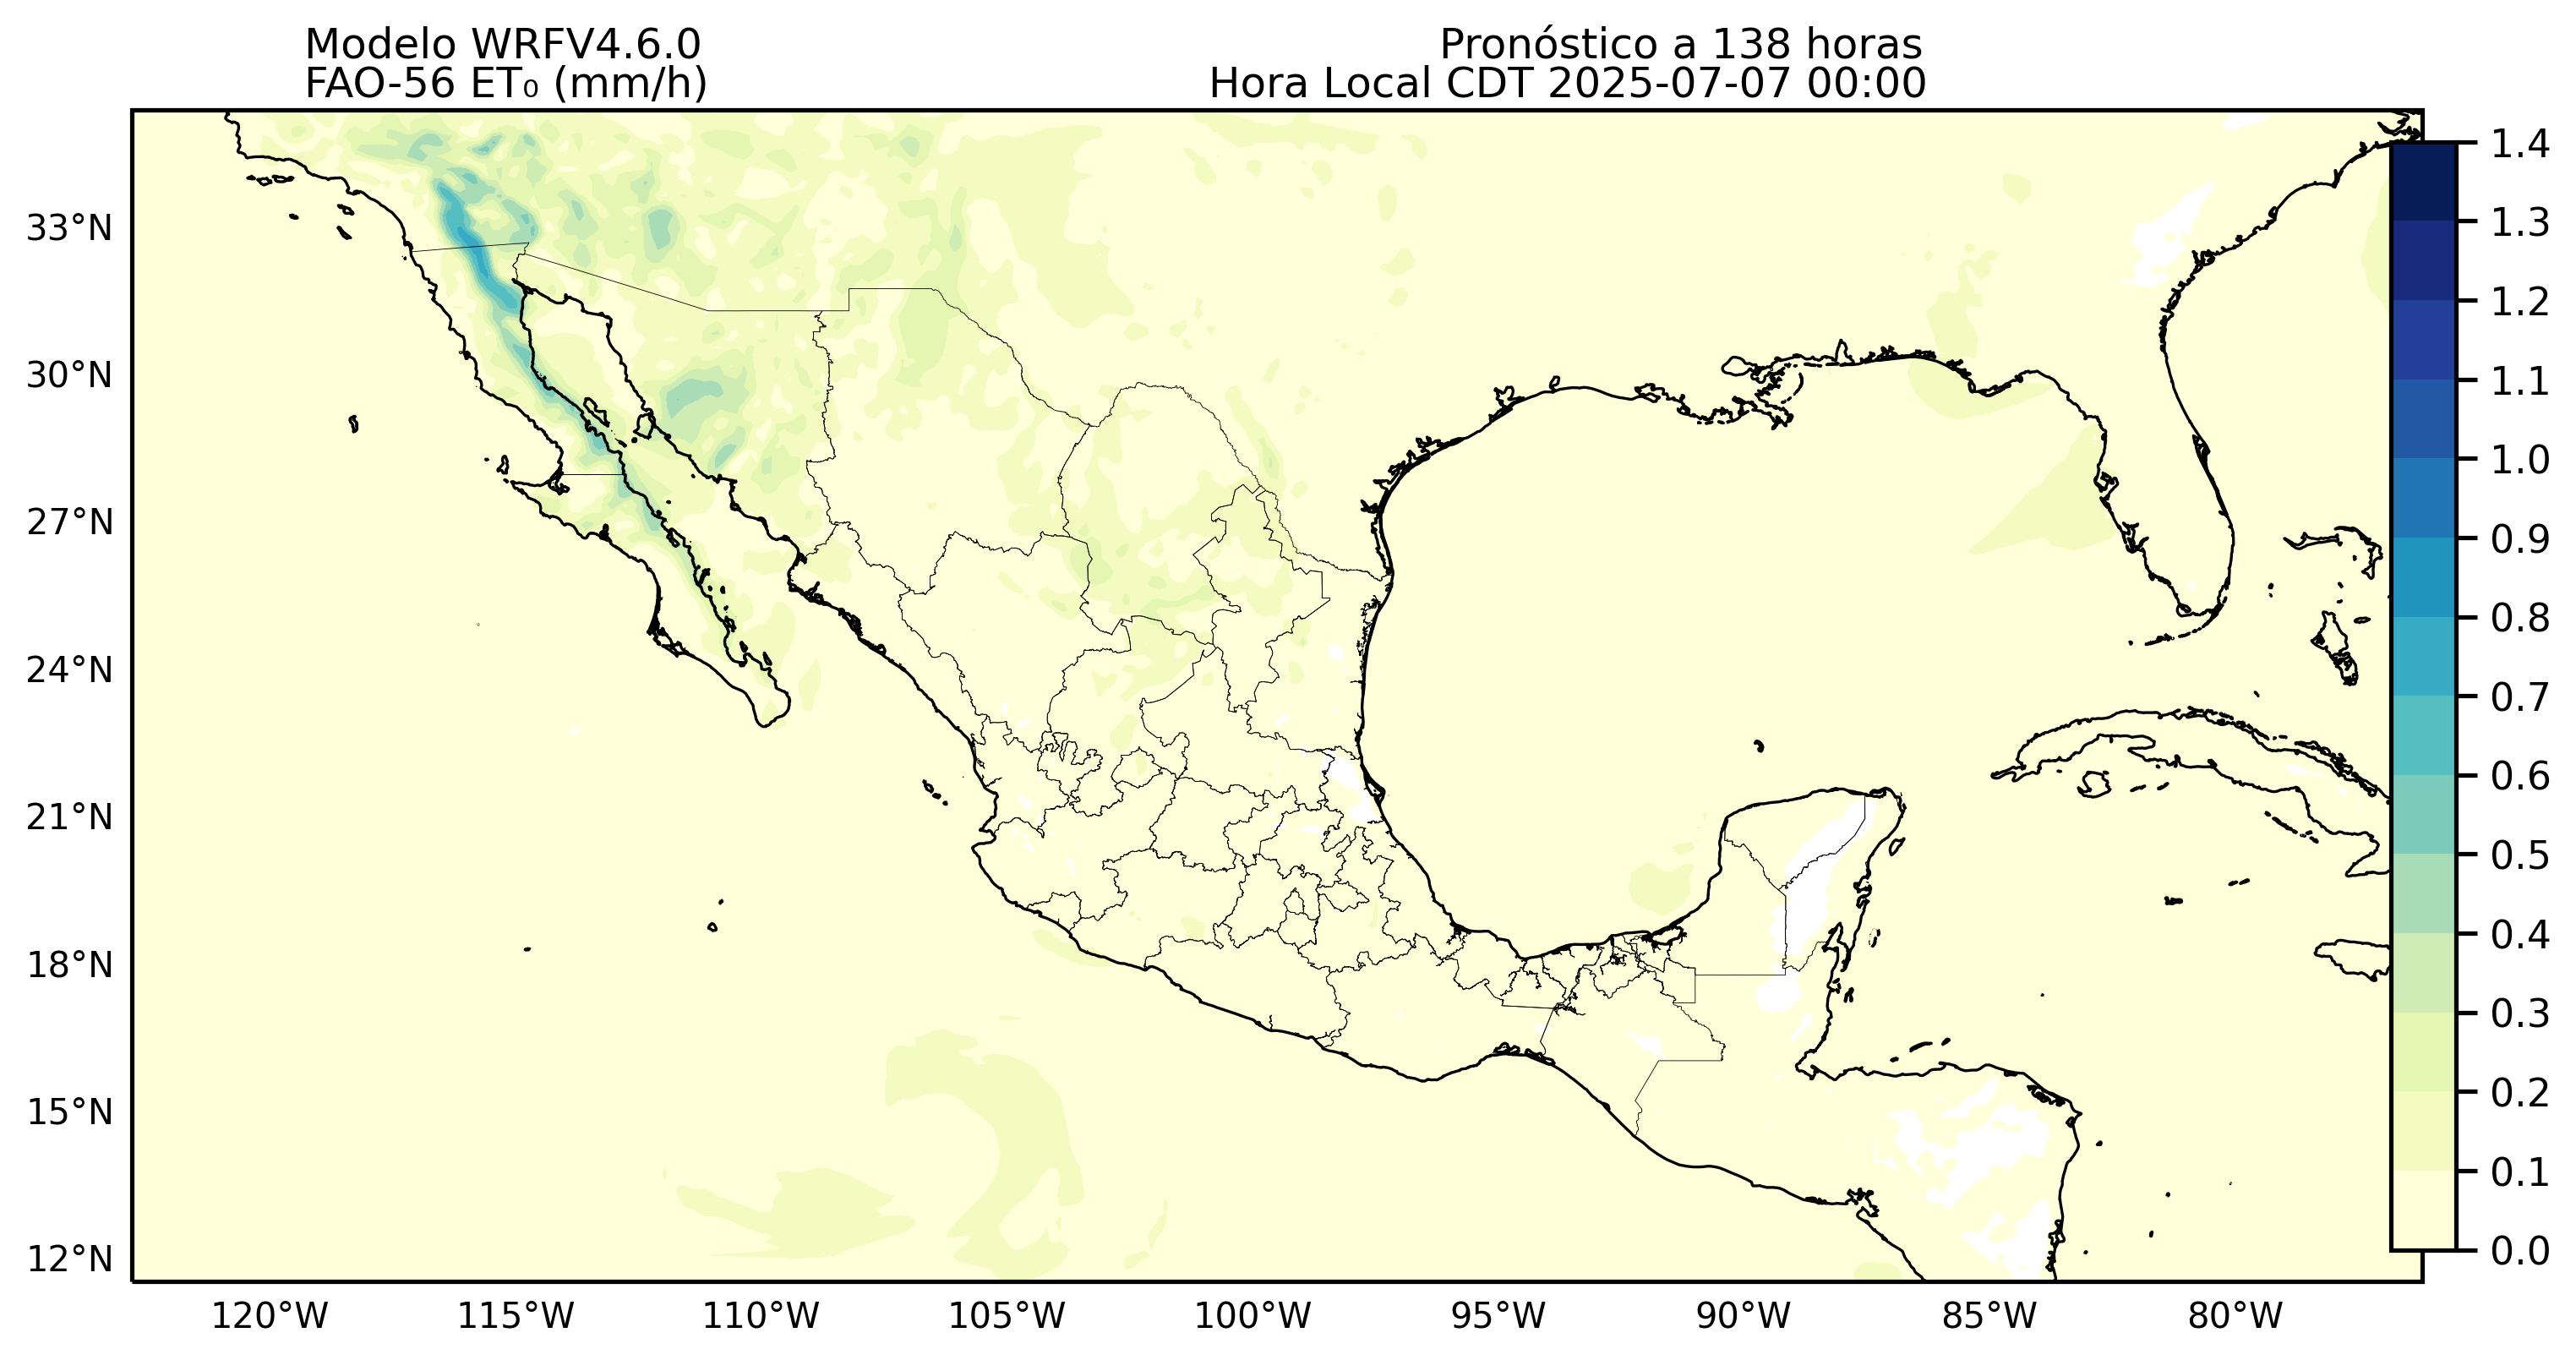 Modelo WRFV4.6.0
FAO-56 ET₀ (mm/h)
Pronóstico a 138 horas
Hora Local CDT 2025-07-07 00:00
33°N
30°N
27°N
24°N
21°N
18°N
15°N
12°N
120°W
115°W
110°W
105°W
100°W
95°W
90°W
85°W
80°W
1.4
1.3
1.2
1.1
1.0
0.9
0.8
0.7
0.6
0.5
0.4
0.3
0.2
0.1
0.0